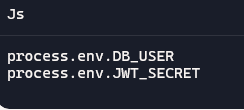 Js
process.env.DB_USER
process.env.JWT_SECRET